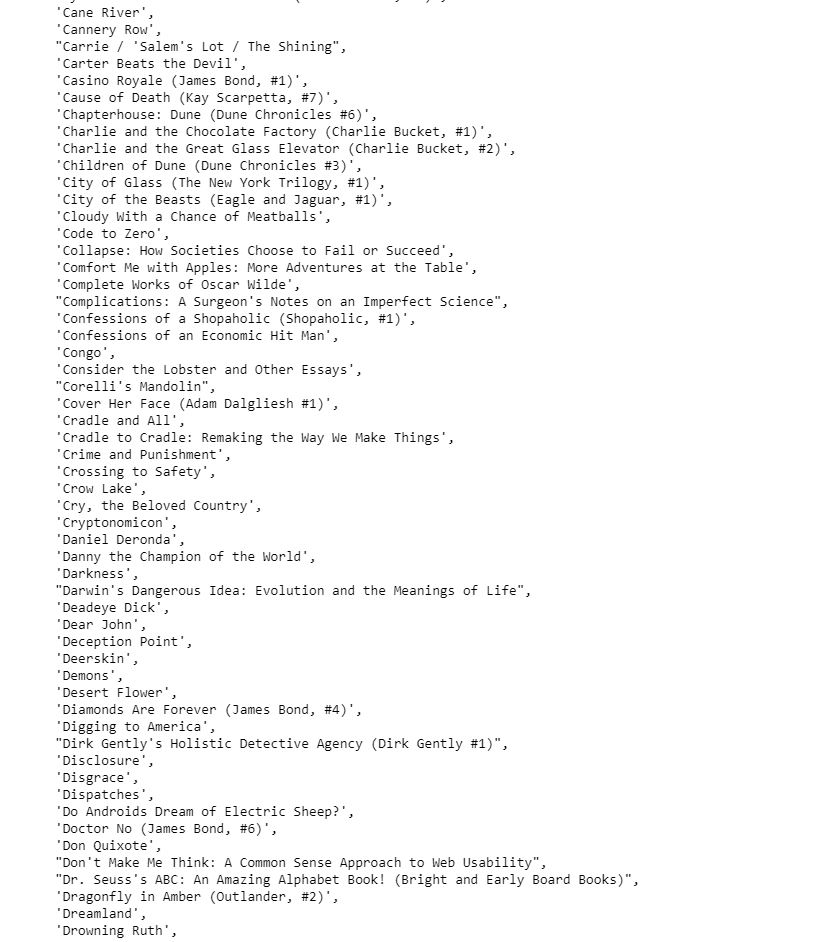 'Cane River',
'Cannery Row',
"Carrie / 'Salem's Lot / The Shining",
'Carter Beats the Devil',
'Casino Royale (James Bond, #1)',
'Cause of Death (Kay Scarpetta, #7)',
'Chapterhouse: Dune (Dune Chronicles #6)',
'Charlie and the Chocolate Factory (Charlie Bucket, #1)',
'Charlie and the Great Glass Elevator (Charlie Bucket, #2)',
'Children of Dune (Dune Chronicles #3)',
'City of Glass (The New York Trilogy, #1)',
'City of the Beasts (Eagle and Jaguar, #1)',
'Cloudy With a Chance of Meatballs',
'Code to Zero',
'Collapse: How Societies Choose to Fail or Succeed',
'Comfort Me with Apples: More Adventures at the Table',
'Complete Works of Oscar Wilde',
"Complications: A Surgeon's Notes on an Imperfect Science",
'Confessions of a Shopaholic (Shopaholic, #1)',
'Confessions of an Economic Hit Man',
'Congo',
'Consider the Lobster and Other Essays',
"Corelli's Mandolin",
'Cover Her Face (Adam Dalgliesh #1)',
'Cradle and All',
'Cradle to Cradle: Remaking the Way We Make Things',
'Crime and Punishment',
'Crossing to Safety',
'Crow Lake',
'Cry, the Beloved Country',
'Cryptonomicon',
'Daniel Deronda',
'Danny the Champion of the World',
'Darkness',
"Darwin's Dangerous Idea: Evolution and the Meanings of Life",
'Deadeye Dick',
'Dear John',
'Deception Point',
'Deerskin',
'Demons',
'Desert Flower',
'Diamonds Are Forever (James Bond, #4)',
'Digging to America',
"Dirk Gently's Holistic Detective Agency (Dirk Gently #1)",
'Disclosure',
'Disgrace',
'Dispatches',
'Do Androids Dream of Electric Sheep?',
'Doctor No (James Bond, #6)',
'Don Quixote',
"Don't Make Me Think: A Common Sense Approach to Web Usability",
"Dr. Seuss's ABC: An Amazing Alphabet Book! (Bright and Early Board Books)",
'Dragonfly in Amber (Outlander, #2)',
'Dreamland',
'Drowning Ruth',